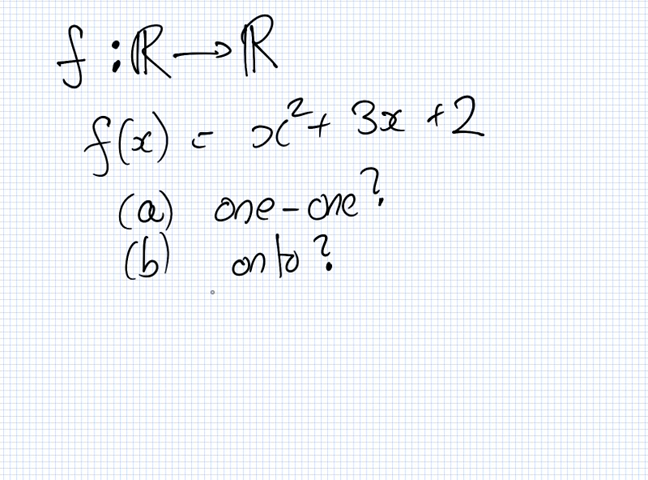 f : ℝ → ℝ
f(x) = x² + 3x + 2
(a) one-one?
(b) onto?